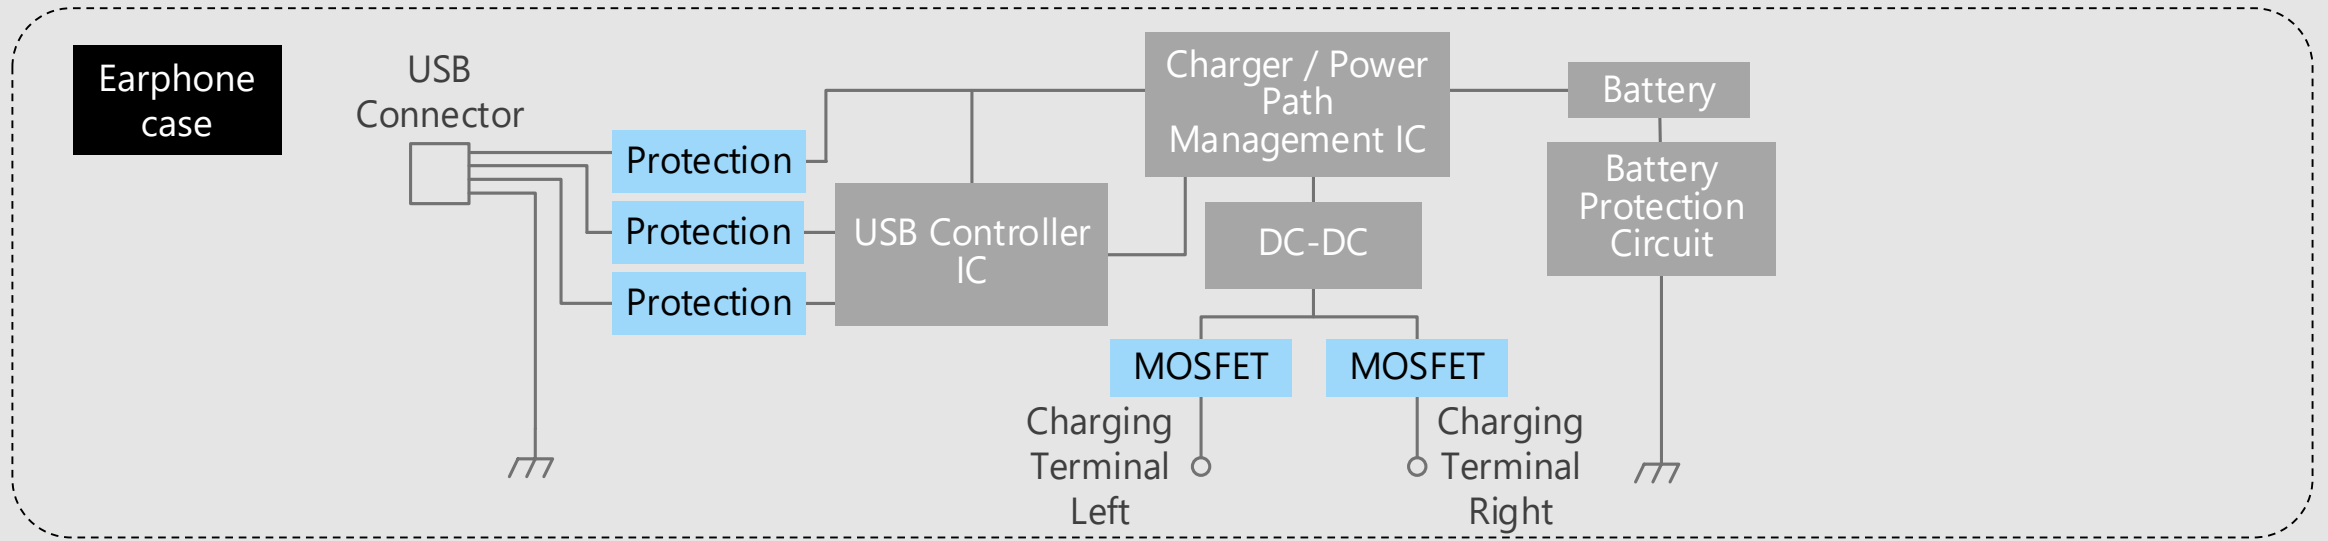 Earphone
case
USB
Connector
Protection
Protection
Protection
USB Controller
IC
Charger / Power
Path
Management IC
DC-DC
MOSFET
MOSFET
Charging
Terminal
Left
Charging
Terminal
Right
Battery
Battery
Protection
Circuit